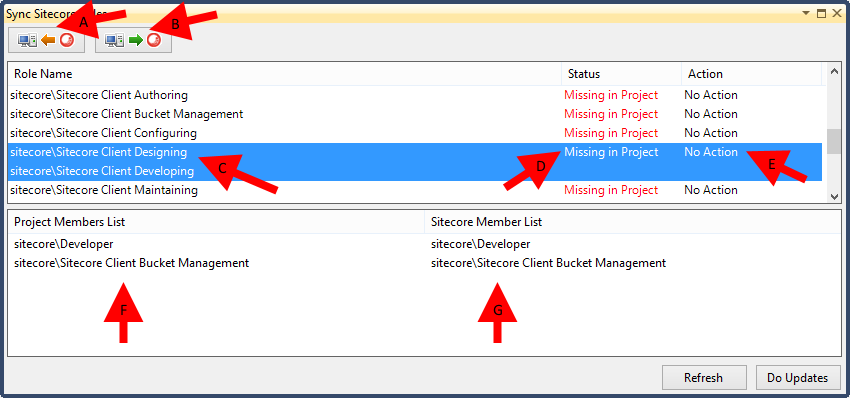 Sync Sitecore
A
B
Role Name Status Action
sitecore\Sitecore Client Authoring Missing in Project No Action
sitecore\Sitecore Client Bucket Management Missing in Project No Action
sitecore\Sitecore Client Configuring Missing in Project No Action
sitecore\Sitecore Client Designing Missing in Project No Action
C D E
sitecore\Sitecore Client Developing
sitecore\Sitecore Client Maintaining Missing in Project No Action
Project Members List Sitecore Member List
sitecore\Developer sitecore\Developer
sitecore\Sitecore Client Bucket Management sitecore\Sitecore Client Bucket Management
F G
Refresh Do Updates